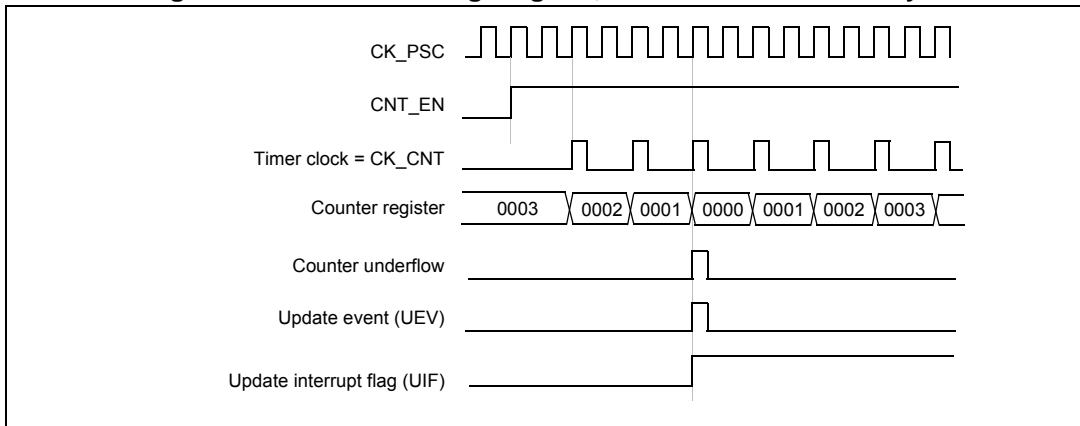 CK_PSC
CNT_EN
Timer clock = CK_CNT
Counter register 0003 0002 0001 0000 0001 0002 0003
Counter underflow
Update event (UEV)
Update interrupt flag (UIF)